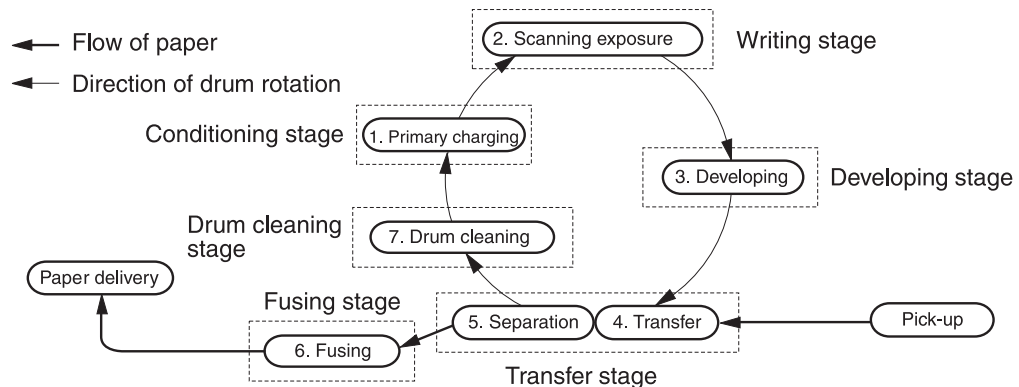 Flow of paper
Direction of drum rotation
2. Scanning exposure
Writing stage
Conditioning stage
1. Primary charging
3. Developing
Developing stage
Drum cleaning
stage
7. Drum cleaning
Paper delivery
Fusing stage
5. Separation
4. Transfer
Pick-up
6. Fusing
Transfer stage